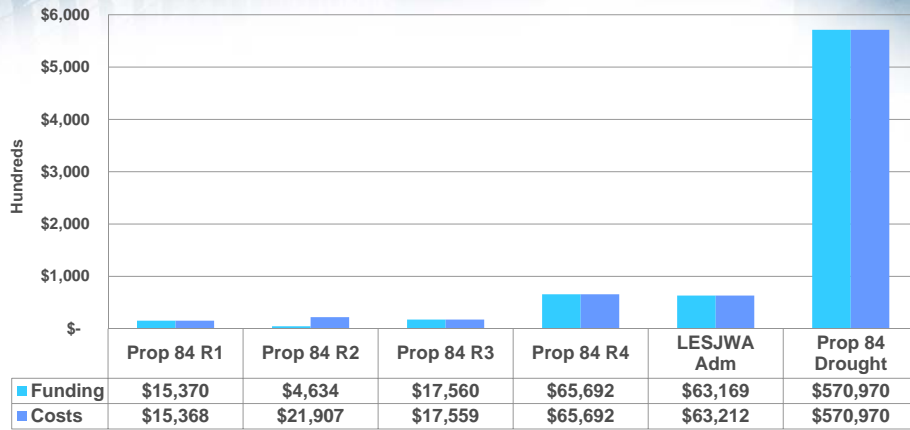 $6,000
$5,000
$4,000
$3,000
$2,000
$1,000
$-
Hundreds
Prop 84 R1 Prop 84 R2 Prop 84 R3 Prop 84 R4 LESJWA Adm Prop 84 Drought
Funding $15,370 $4,634 $17,560 $65,692 $63,169 $570,970
Costs $15,368 $21,907 $17,559 $65,692 $63,212 $570,970